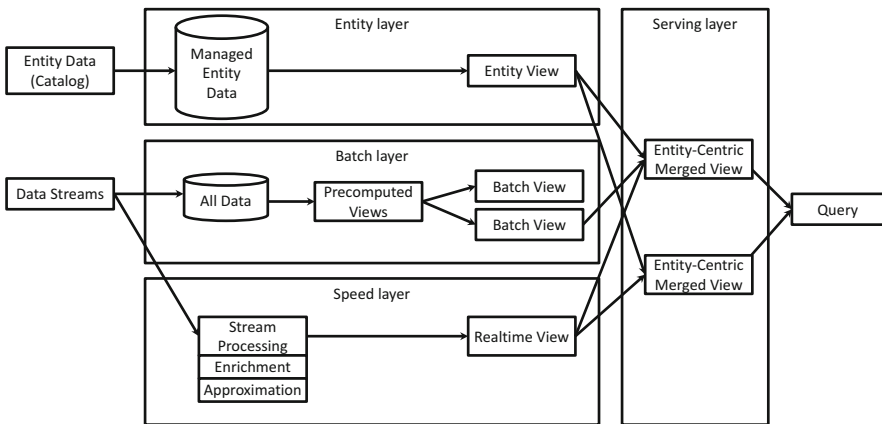 Entity layer
Serving layer
Entity Data
(Catalog)
Managed
Entity
Data
Entity View
Batch layer
Entity-Centric
Merged View
Data Streams
All Data
Precomputed
Views
Batch View
Batch View
Query
Entity-Centric
Merged View
Speed layer
Stream
Processing
Enrichment
Approximation
Realtime View